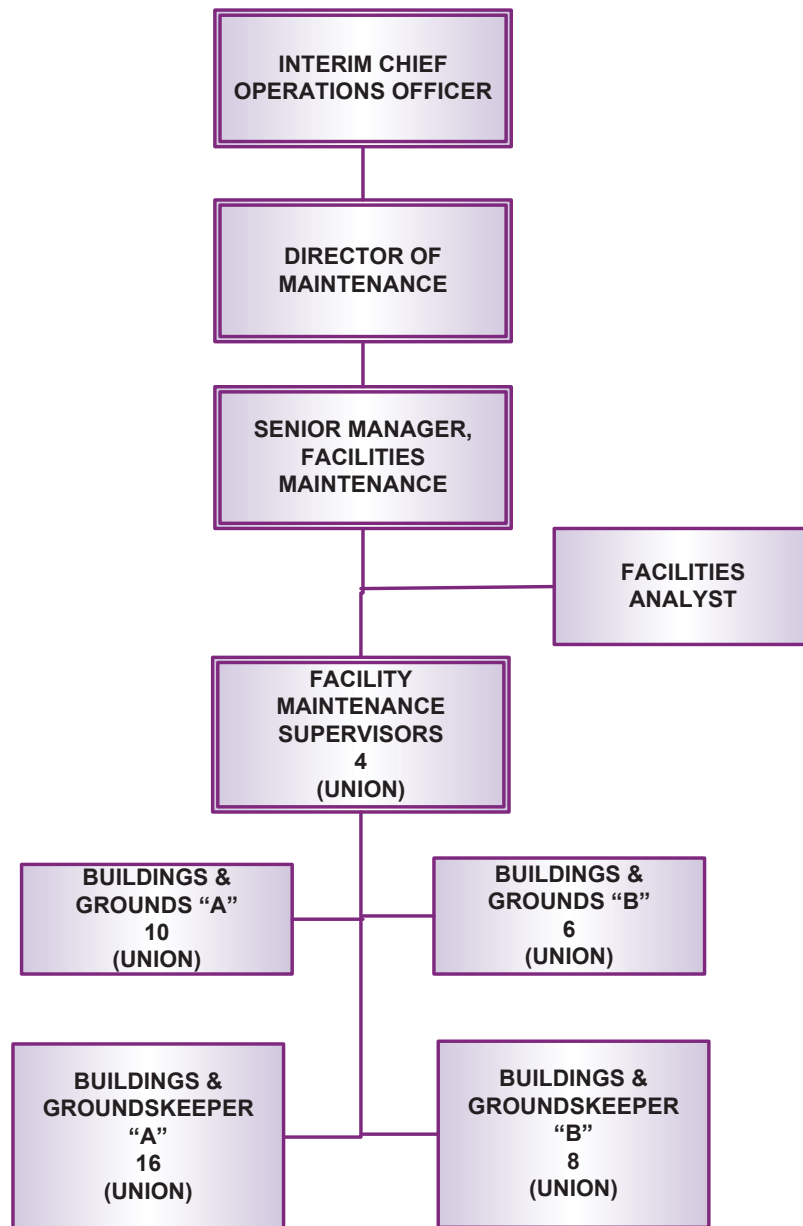 INTERIM CHIEF
OPERATIONS OFFICER
DIRECTOR OF
MAINTENANCE
SENIOR MANAGER,
FACILITIES
MAINTENANCE
FACILITIES
ANALYST
FACILITY
MAINTENANCE
SUPERVISORS
4
(UNION)
BUILDINGS &
GROUNDS “A”
10
(UNION)
BUILDINGS &
GROUNDS “B”
6
(UNION)
BUILDINGS &
GROUNDSKEEPER
“A”
16
(UNION)
BUILDINGS &
GROUNDSKEEPER
“B”
8
(UNION)